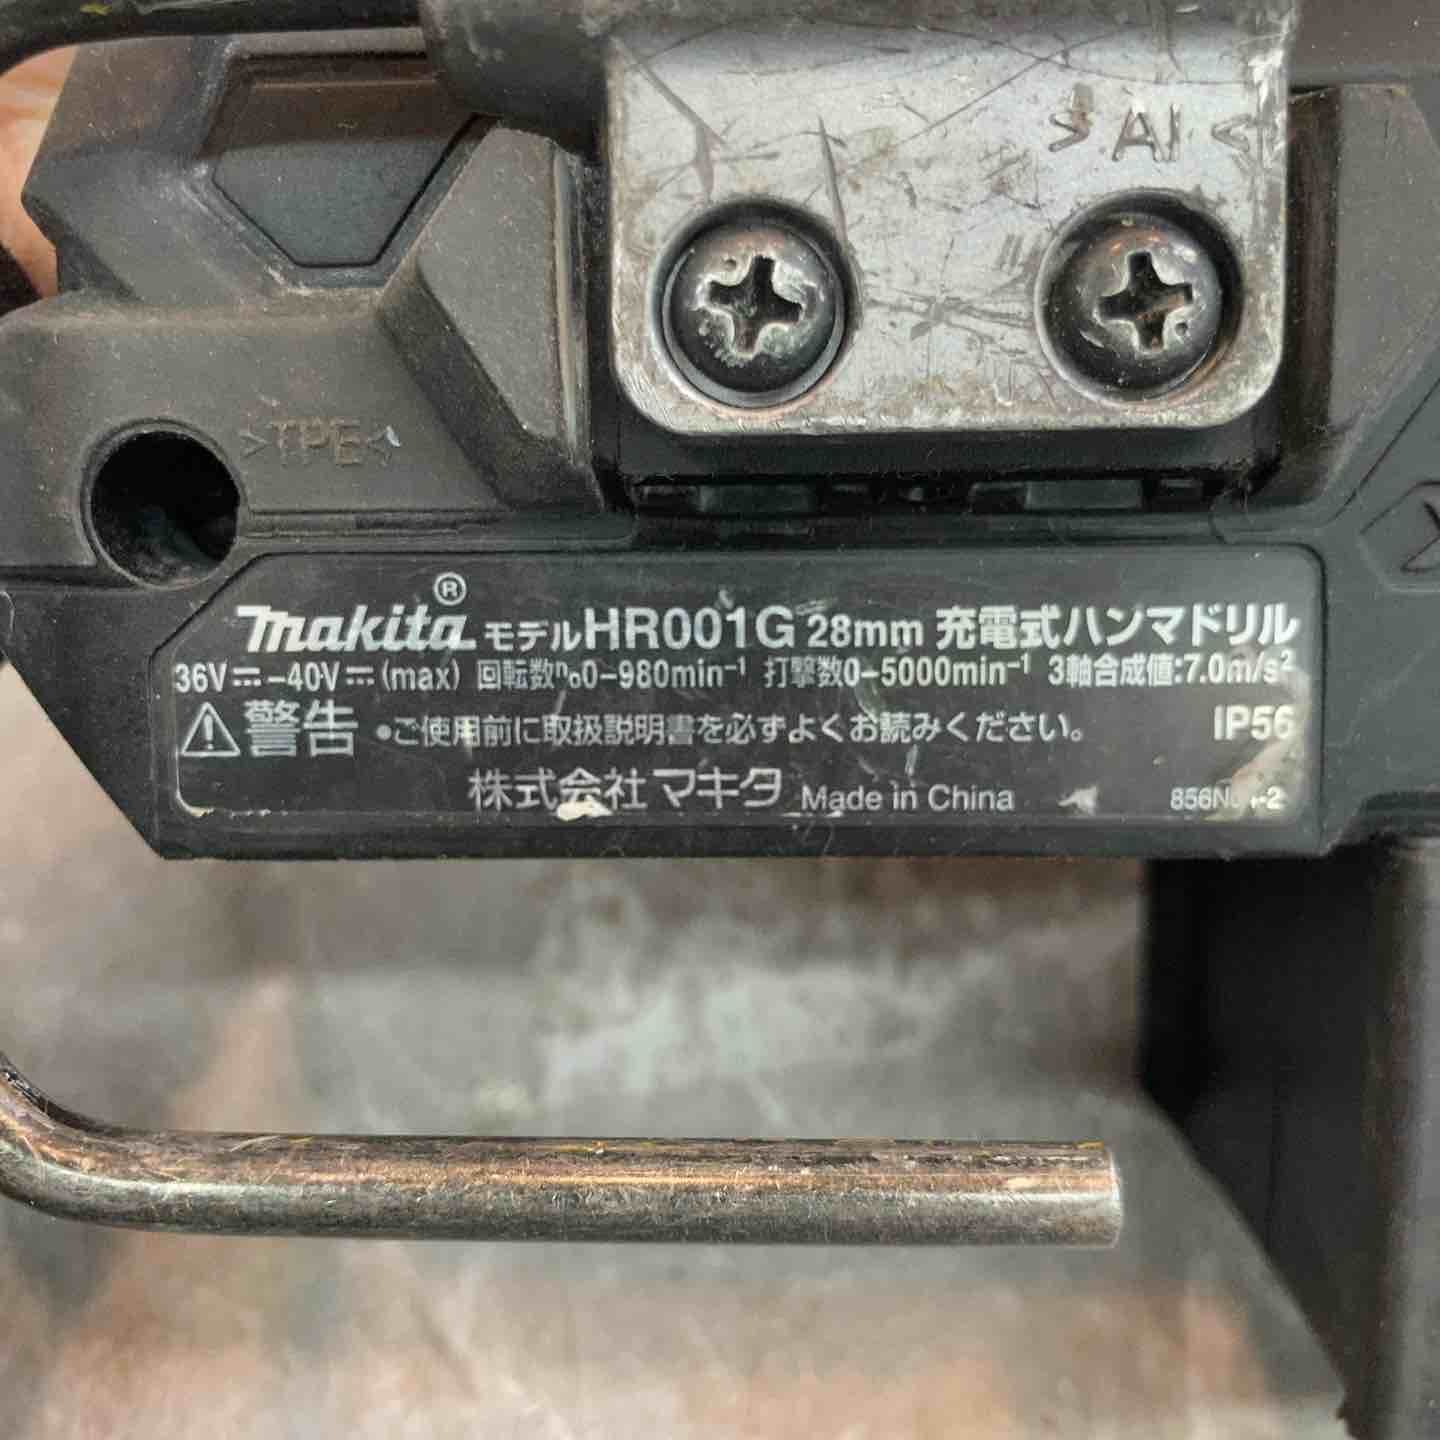 >AI<
>TPE<
makita® モデルHR001G 28mm 充電式ハンマドリル
36V⎓-40V⎓(max) 回転数n₀0-980min⁻¹ 打撃数0-5000min⁻¹ 3軸合成値:7.0m/s²
⚠警告 •ご使用前に取扱説明書を必ずよくお読みください。 IP56
株式会社マキタ Made in China